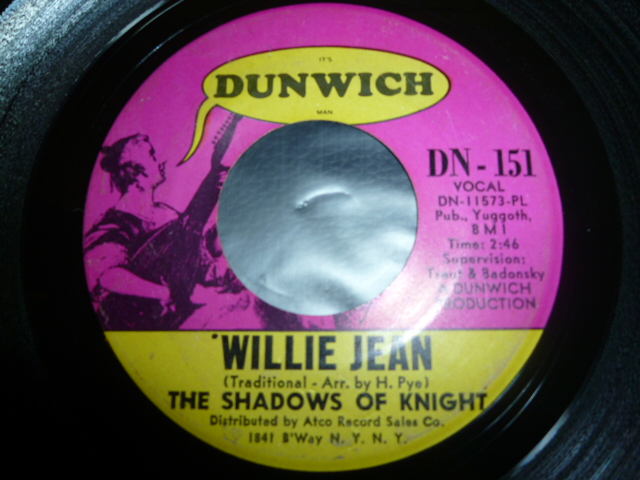 IT'S
DUNWICH
MAN
DN-151
VOCAL
DN-11573-PL
Pub., Yuggoth,
BMI
Time: 2:46
Supervision:
Traut & Badonsky
A DUNWICH
PRODUCTION
WILLIE JEAN
(Traditional - Arr. by H. Pye)
THE SHADOWS OF KNIGHT
Distributed by Atco Record Sales Co.
1841 B'Way N. Y. N. Y.